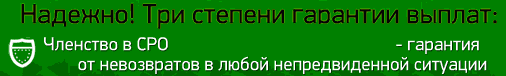 Надежно! Три степени гарантии выплат:
Членство в СРО - гарантия
от невозвратов в любой непредвиденной ситуации